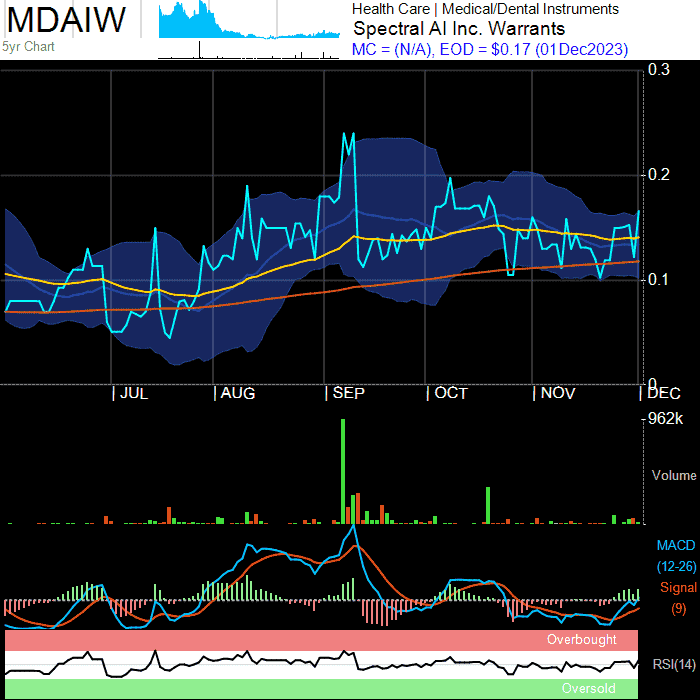 MDAIW
5yr Chart
Health Care | Medical/Dental Instruments
Spectral AI Inc. Warrants
MC = (N/A), EOD = $0.17 (01Dec2023)
0.3
0.2
0.1
0
| JUL | AUG | SEP | OCT | NOV | DEC
962k
Volume
MACD
(12-26)
Signal
(9)
Overbought
RSI(14)
Oversold